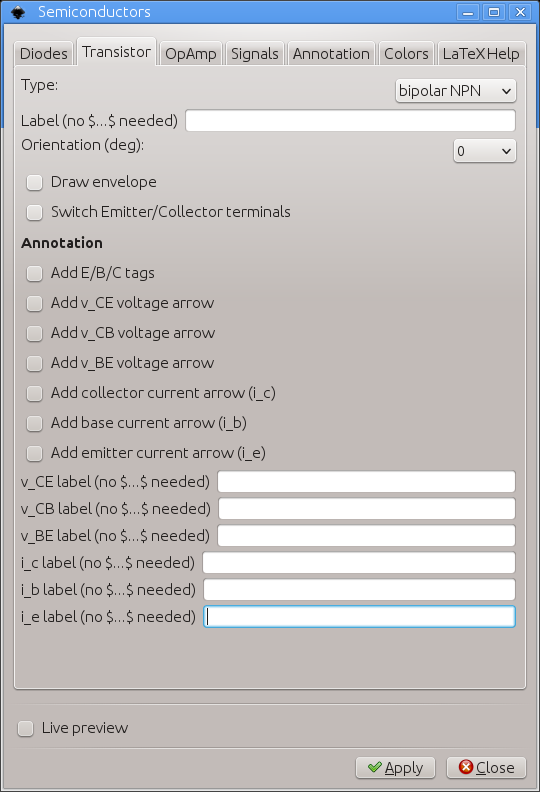 Semiconductors
Diodes Transistor OpAmp Signals Annotation Colors LaTeX Help
Type: bipolar NPN
Label (no $...$ needed)
Orientation (deg): 0
Draw envelope
Switch Emitter/Collector terminals
Annotation
Add E/B/C tags
Add v_CE voltage arrow
Add v_CB voltage arrow
Add v_BE voltage arrow
Add collector current arrow (i_c)
Add base current arrow (i_b)
Add emitter current arrow (i_e)
v_CE label (no $...$ needed)
v_CB label (no $...$ needed)
v_BE label (no $...$ needed)
i_c label (no $...$ needed)
i_b label (no $...$ needed)
i_e label (no $...$ needed)
Live preview
Apply Close